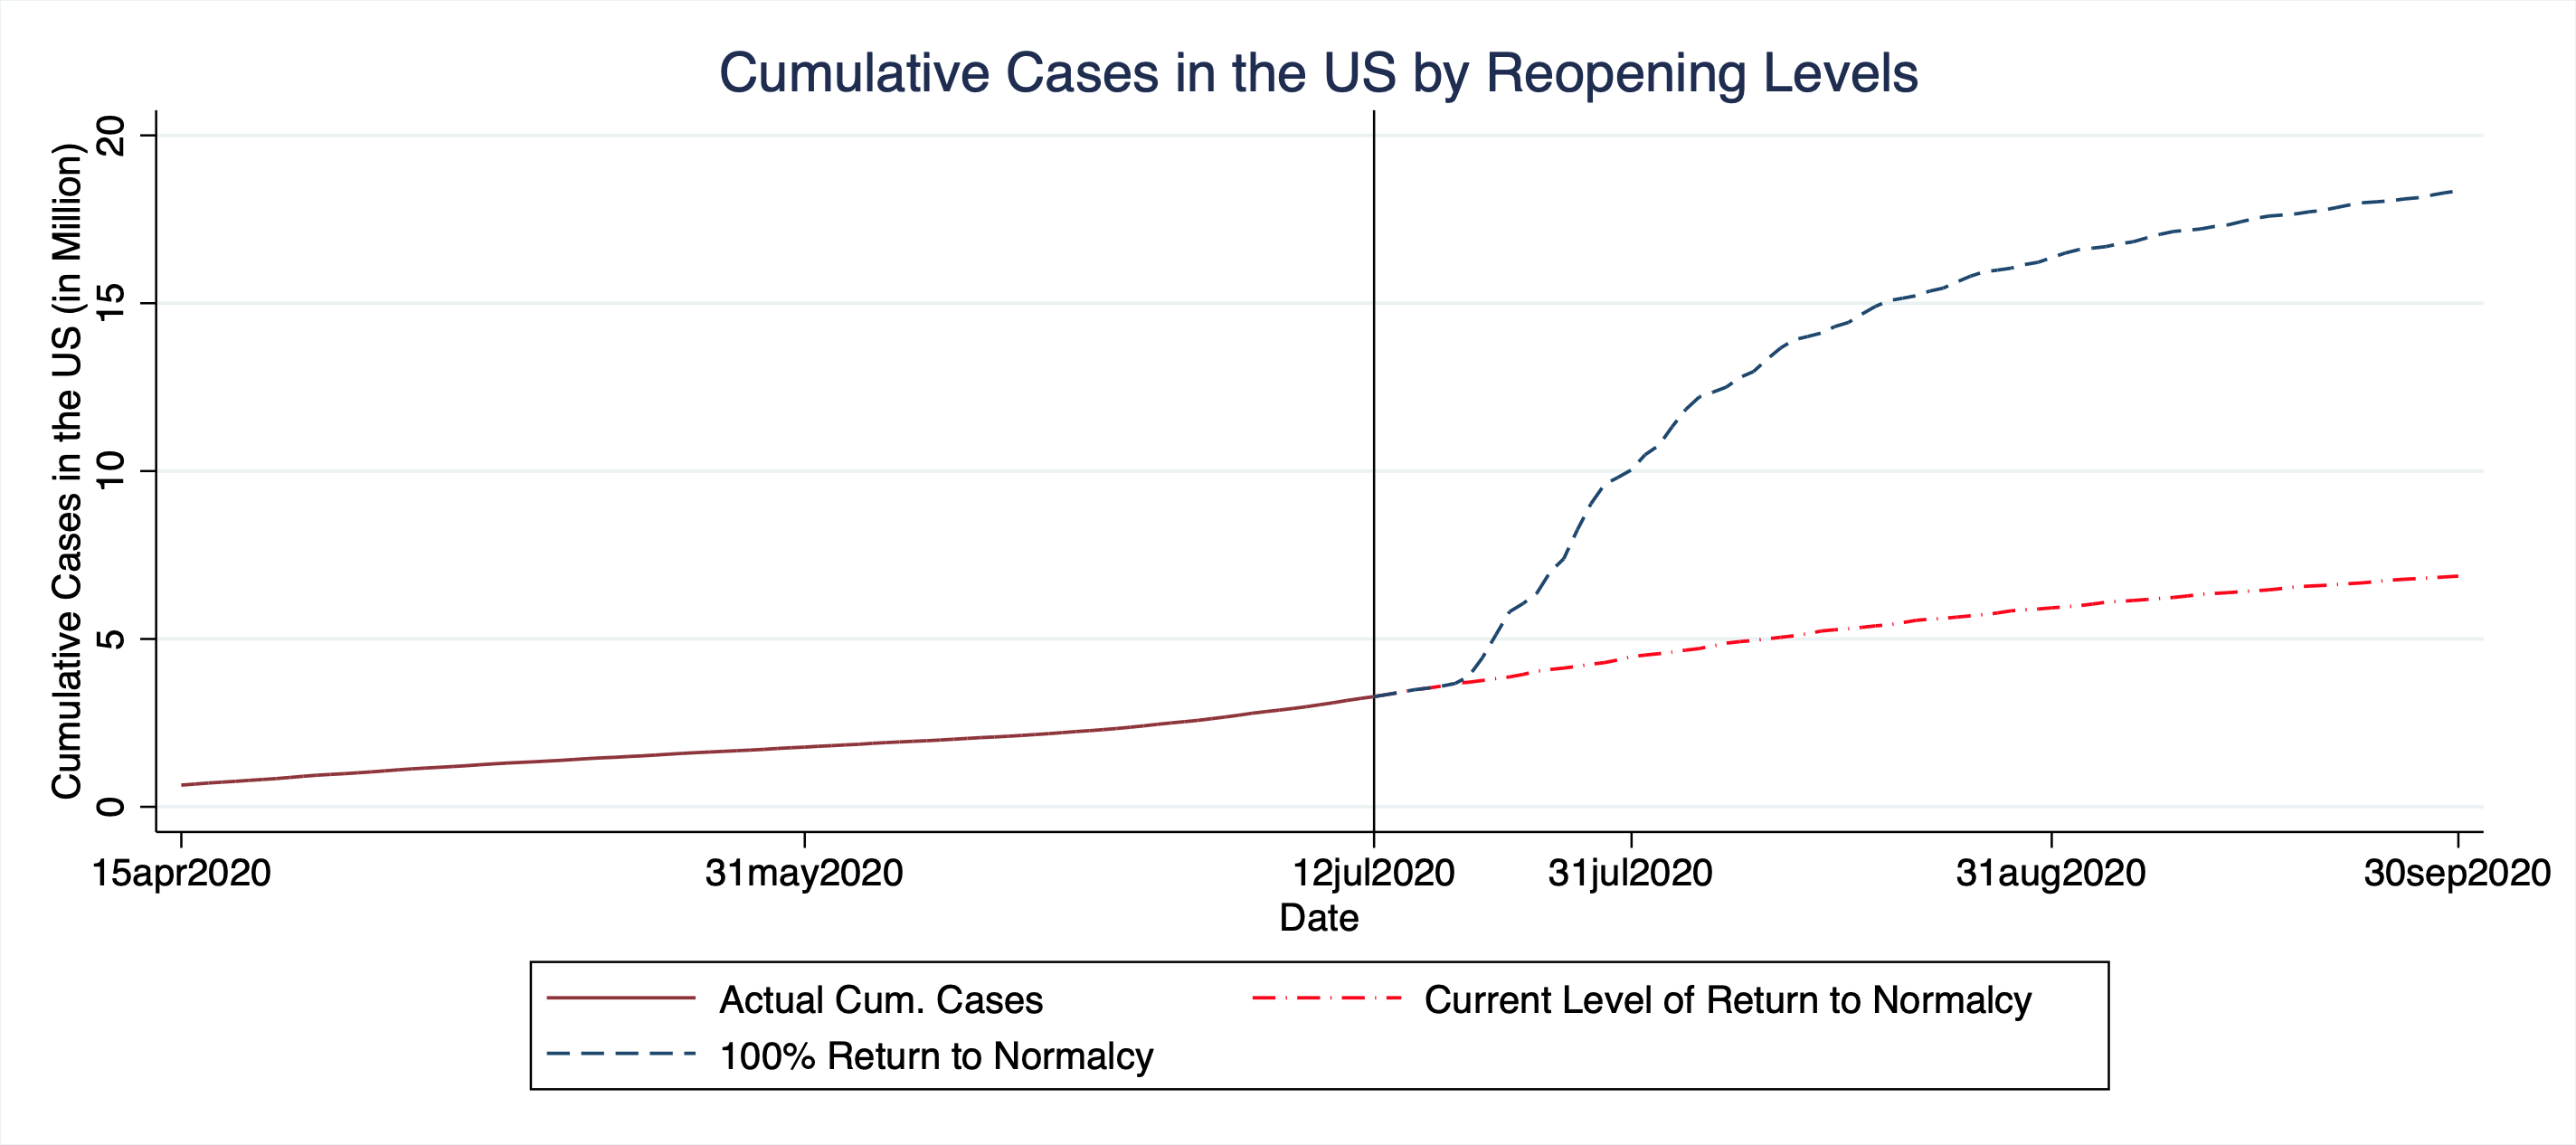 Cumulative Cases in the US by Reopening Levels
Cumulative Cases in the US (in Million)
20
15
10
5
0
15apr2020 31may2020 12jul2020 31jul2020 31aug2020 30sep2020
Date
Actual Cum. Cases Current Level of Return to Normalcy
100% Return to Normalcy